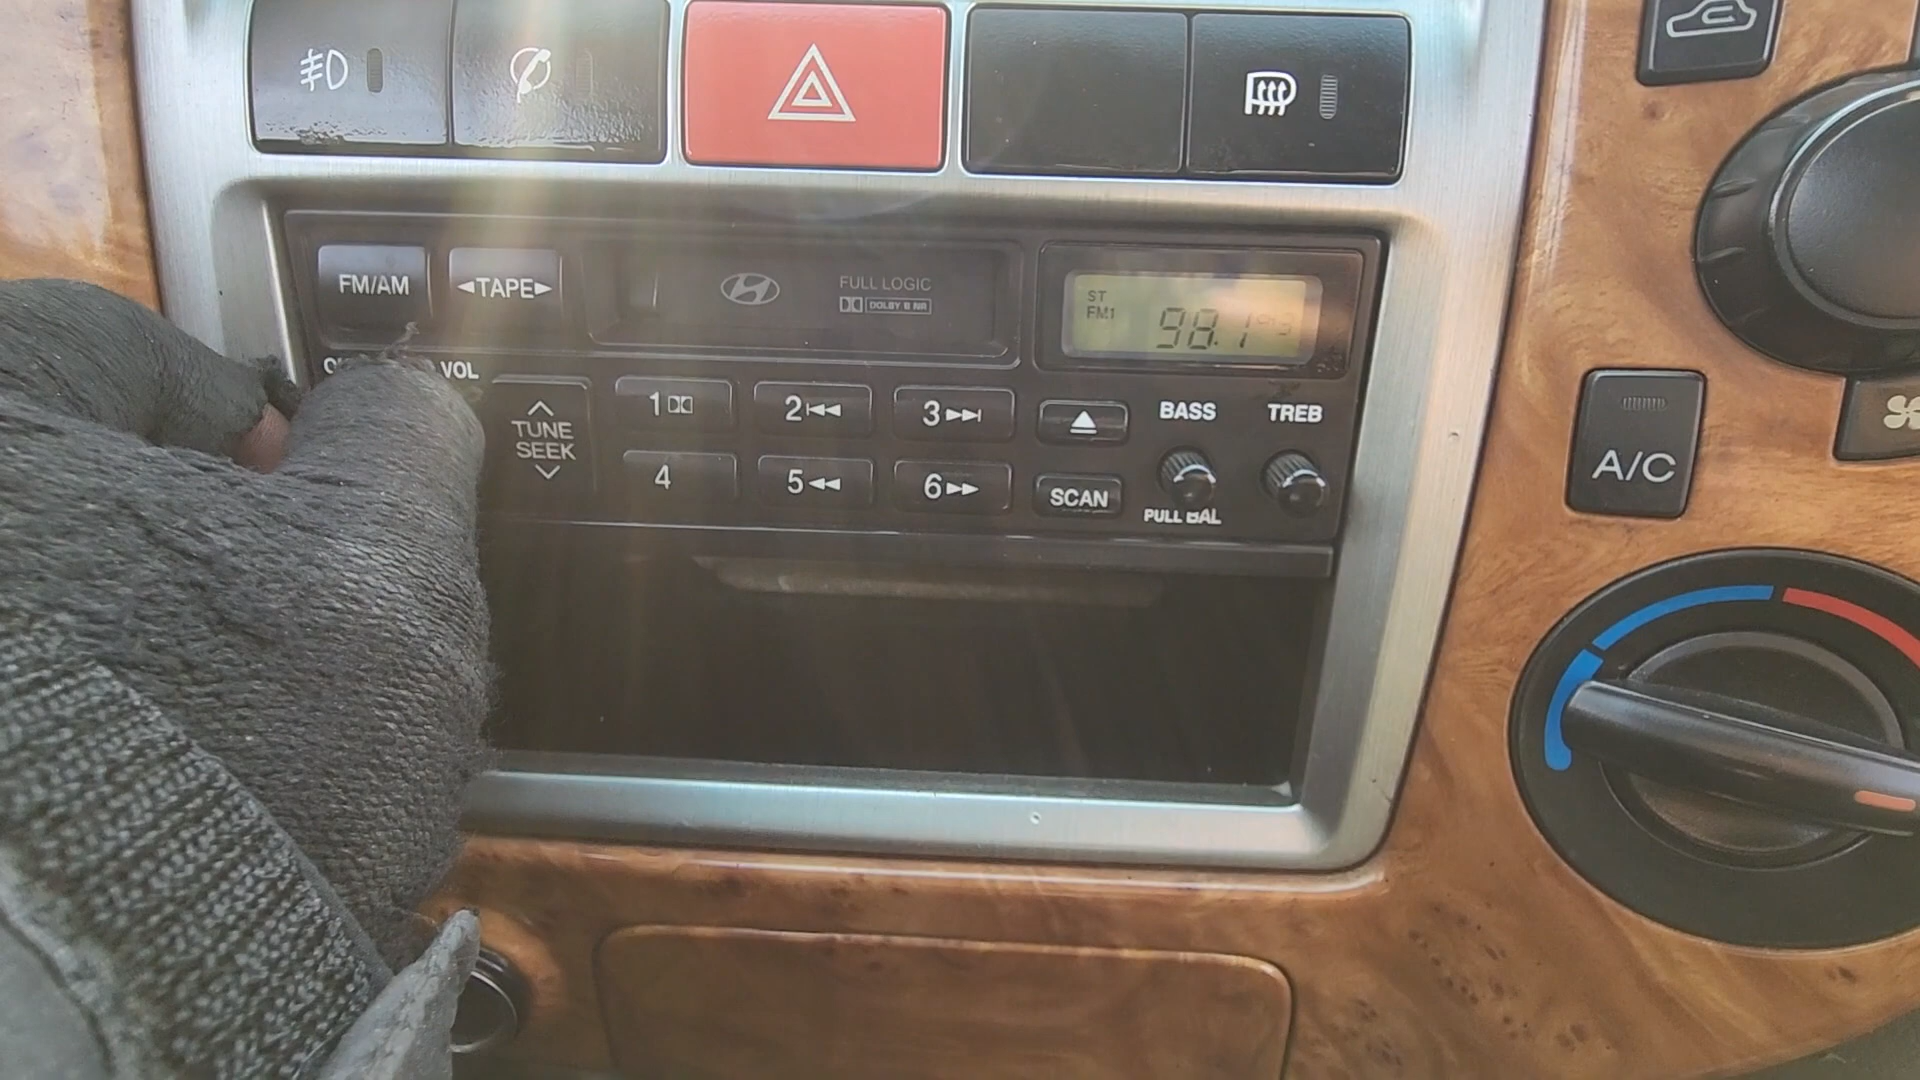 FM/AM
◄TAPE►
FULL LOGIC
DOLBY B NR
ST
FM1
98.1
VOL
TUNE
SEEK
1
2
3
BASS
TREB
4
5
6
SCAN
PULL BAL
A/C